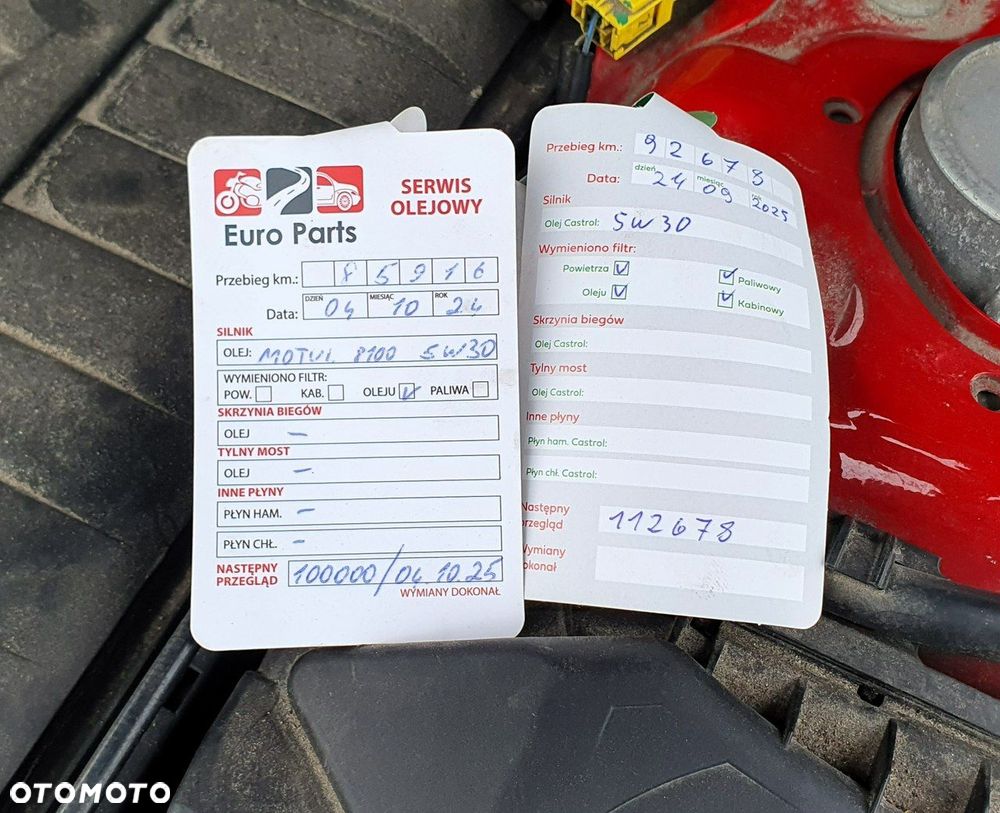 SERWIS
OLEJOWY
Euro Parts
Przebieg km.: 85916
Data: DZIEŃ 04 MIESIĄC 10 ROK 24
SILNIK
OLEJ: MOTUL 8100 5W30
WYMIENIONO FILTR:
POW. KAB. OLEJU PALIWA
SKRZYNIA BIEGÓW
OLEJ –
TYLNY MOST
OLEJ –
INNE PŁYNY
PŁYN HAM. –
PŁYN CHŁ. –
NASTĘPNY
PRZEGLĄD 100000/04.10.25
WYMIANY DOKONAŁ
Przebieg km.: 92678
Data: dzień 24 miesiąc 09 2025
Silnik
Olej Castrol: 5W30
Wymieniono filtr:
Powietrza Paliwowy
Oleju Kabinowy
Skrzynia biegów
Olej Castrol:
Tylny most
Olej Castrol:
Inne płyny
Płyn ham. Castrol:
Płyn chł. Castrol:
Następny
przegląd 112678
Wymiany
dokonał
OTOMOTO